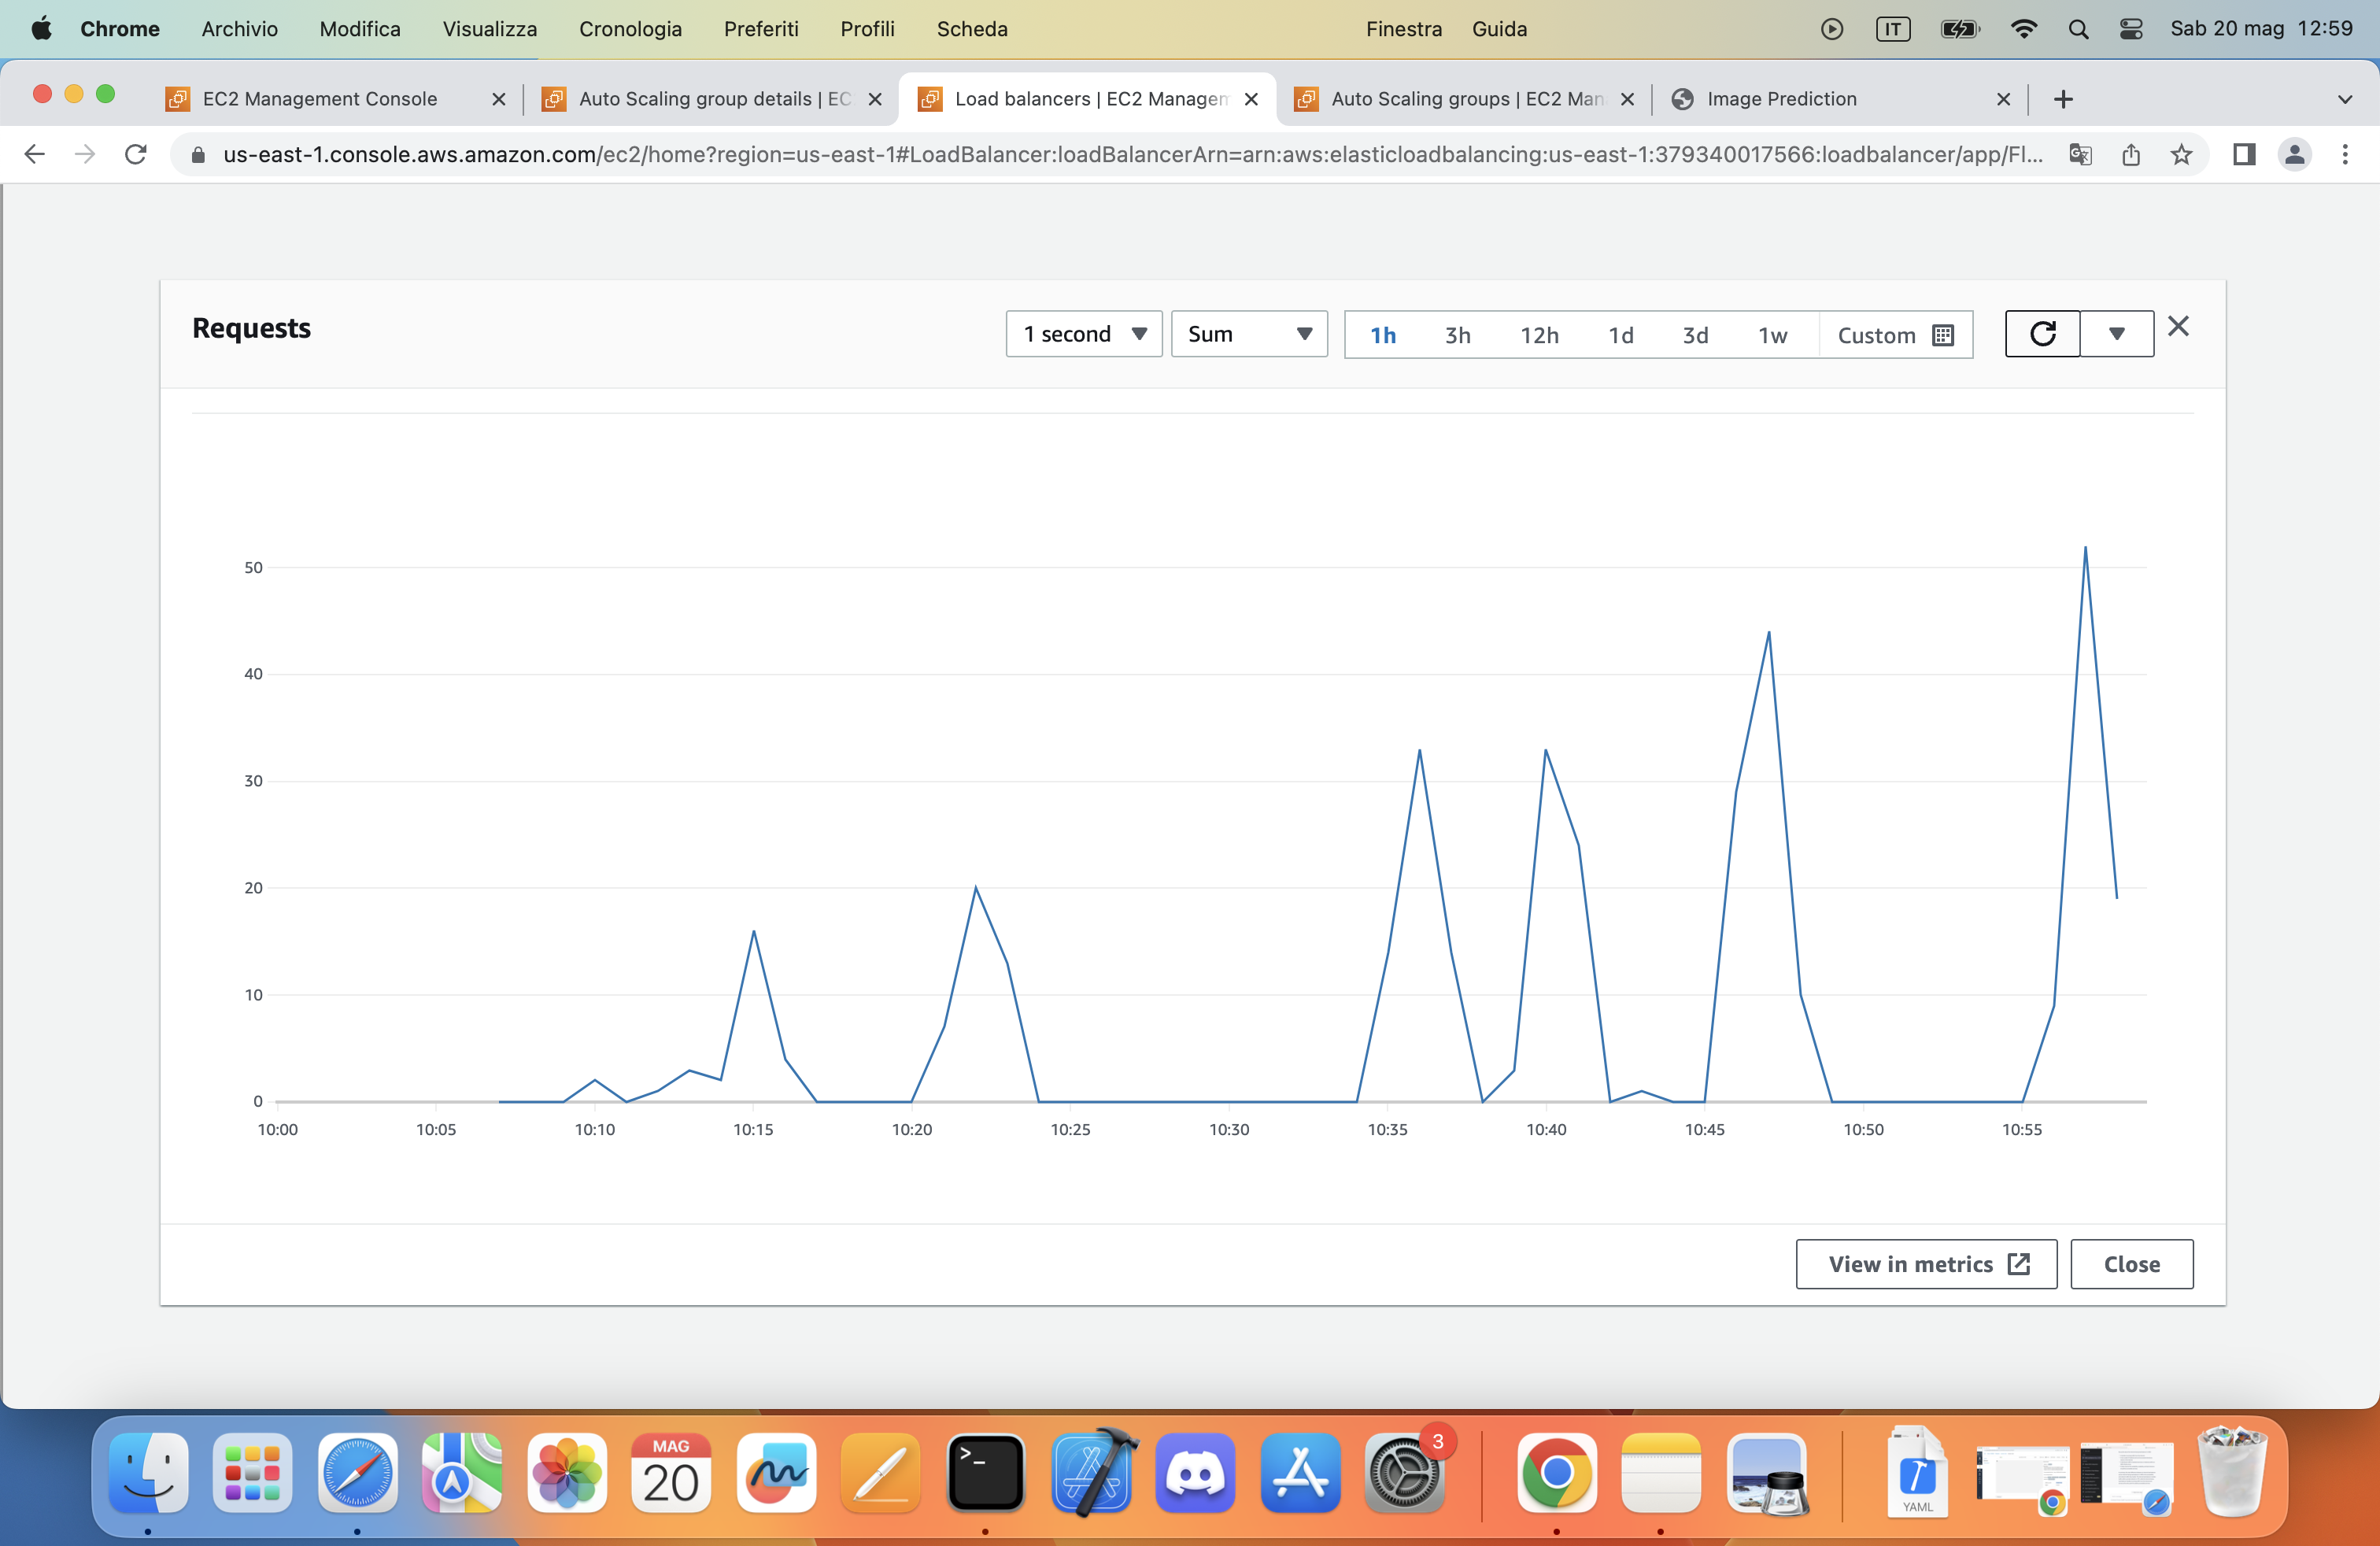 Chrome Archivio Modifica Visualizza Cronologia Preferiti Profili Scheda Finestra Guida IT Sab 20 mag 12:59
EC2 Management Console Auto Scaling group details | EC Load balancers | EC2 Managem Auto Scaling groups | EC2 Man Image Prediction
us-east-1.console.aws.amazon.com/ec2/home?region=us-east-1#LoadBalancer:loadBalancerArn=arn:aws:elasticloadbalancing:us-east-1:379340017566:loadbalancer/app/Fl...
Requests 1 second Sum 1h 3h 12h 1d 3d 1w Custom
50
40
30
20
10
0
10:00 10:05 10:10 10:15 10:20 10:25 10:30 10:35 10:40 10:45 10:50 10:55
View in metrics Close
MAG
20
>_
3
YAML